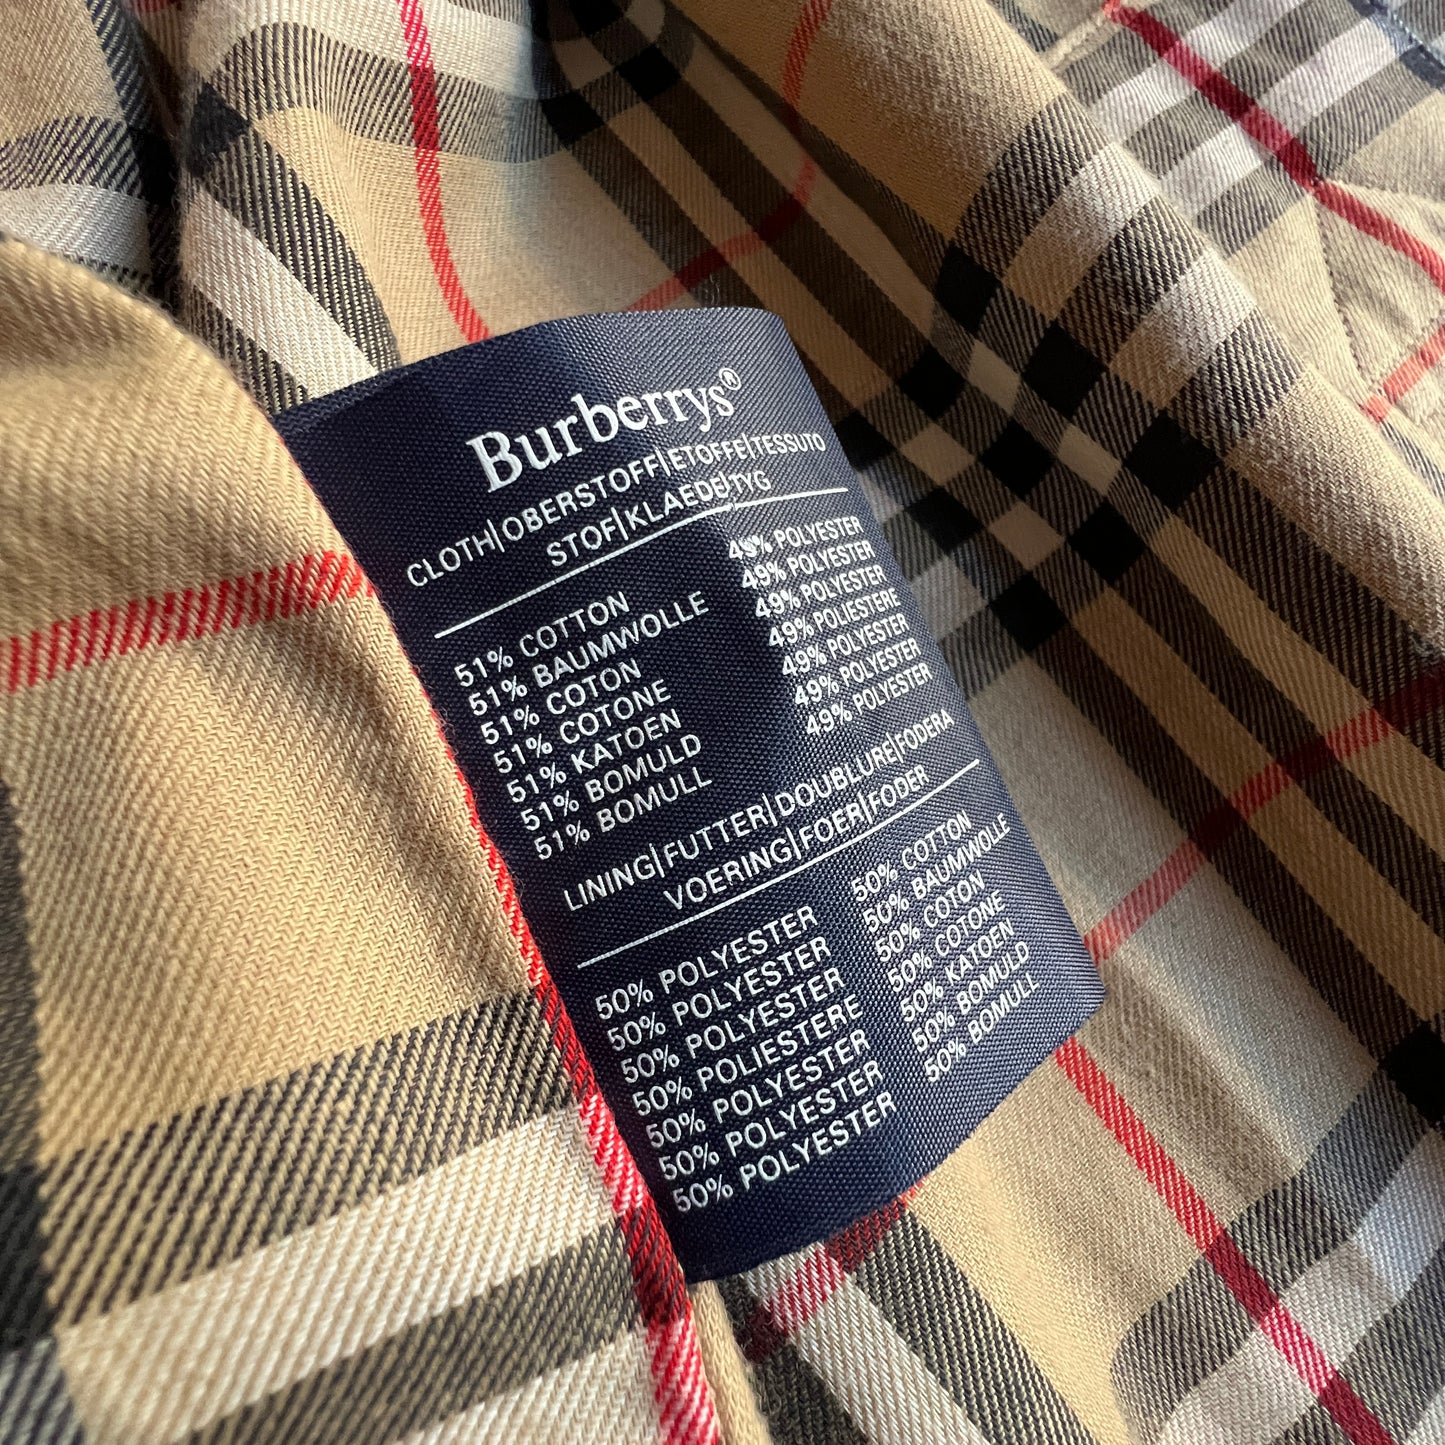 Burberrys®
CLOTH|OBERSTOFF|ETOFFE|TESSUTO
STOF|KLAEDE|TYG
51% COTTON 49% POLYESTER
51% BAUMWOLLE 49% POLYESTER
51% COTON 49% POLYESTER
51% COTONE 49% POLIESTERE
51% KATOEN 49% POLYESTER
51% BOMULD 49% POLYESTER
51% BOMULL 49% POLYESTER
LINING|FUTTER|DOUBLURE|FODERA
VOERING|FOER|FODER
50% POLYESTER 50% COTTON
50% POLYESTER 50% BAUMWOLLE
50% POLYESTER 50% COTON
50% POLIESTERE 50% COTONE
50% POLYESTER 50% KATOEN
50% POLYESTER 50% BOMULD
50% POLYESTER 50% BOMULL